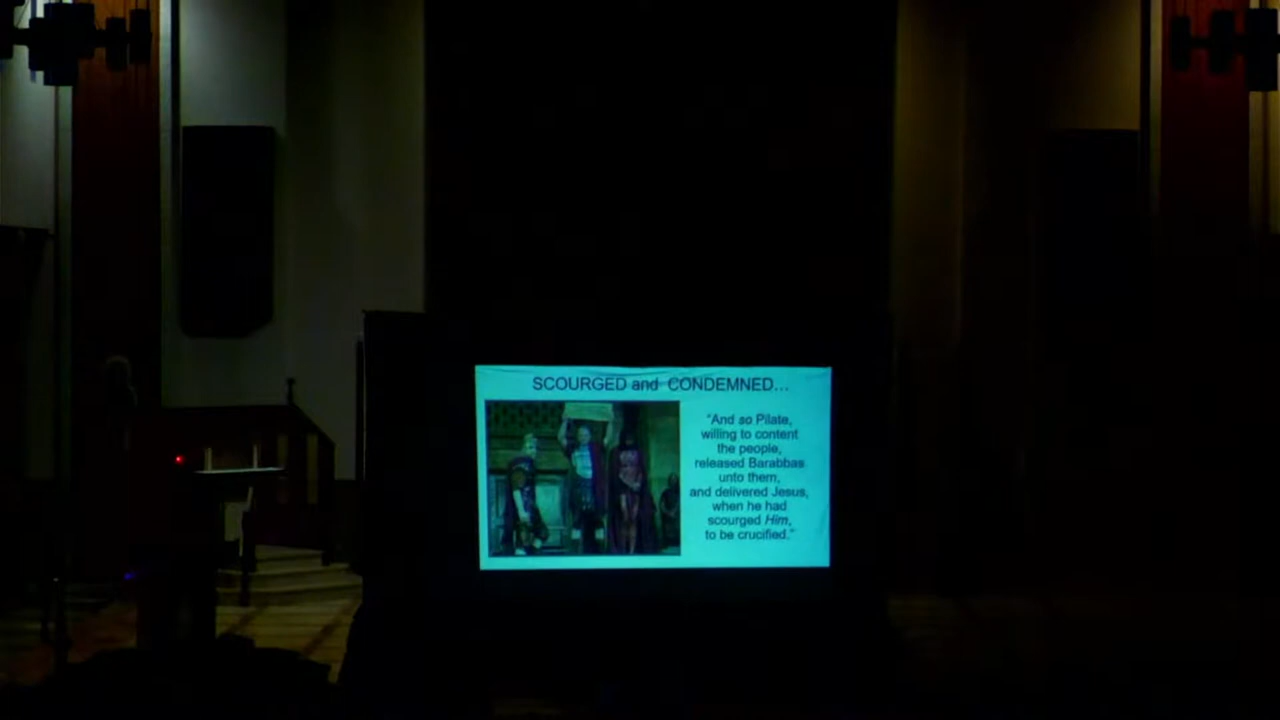 SCOURGED and CONDEMNED...
"And so Pilate,
willing to content
the people,
released Barabbas
unto them,
and delivered Jesus,
when he had
scourged Him,
to be crucified."